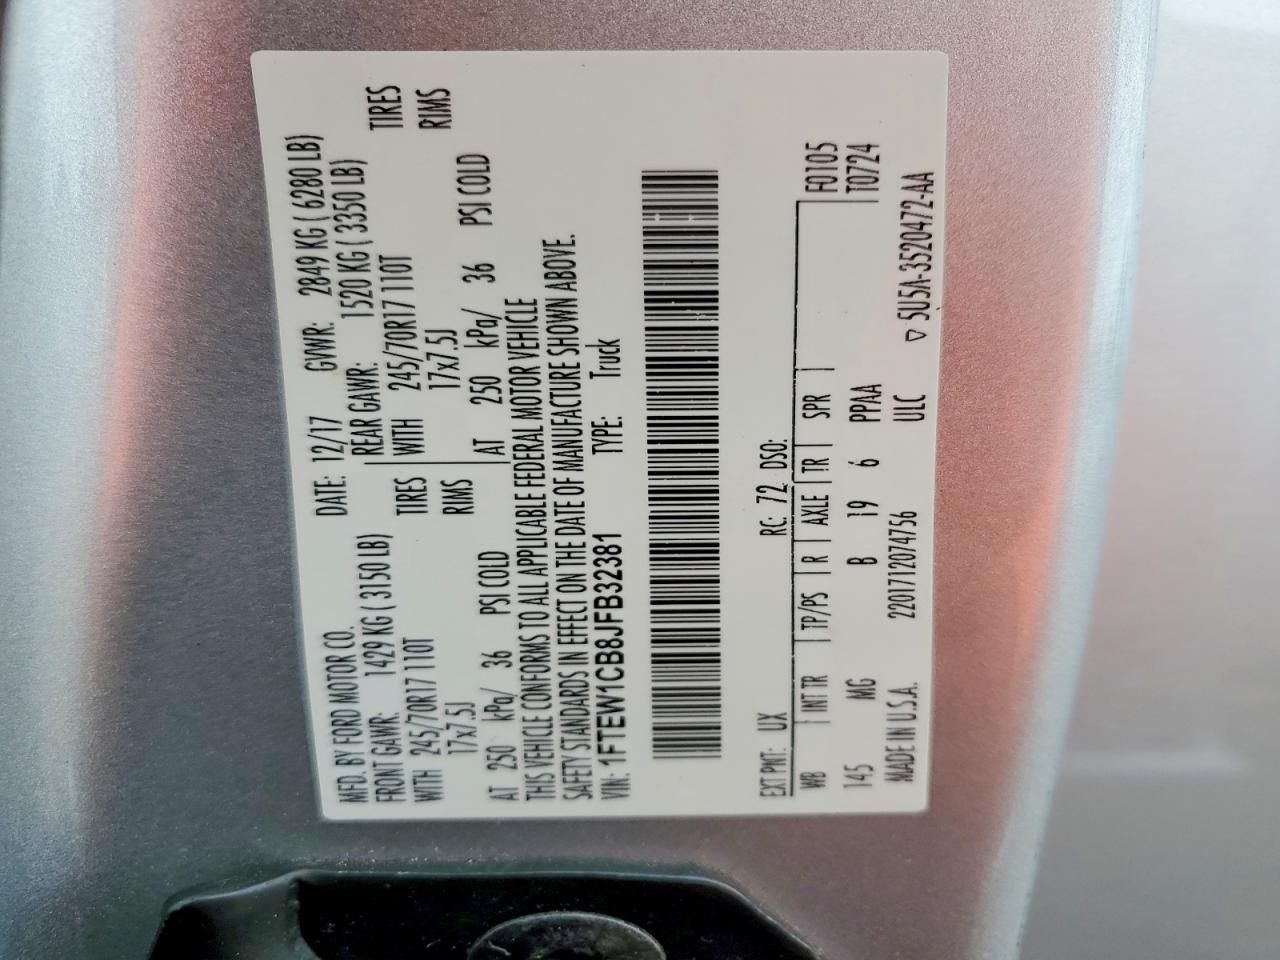 MFD. BY FORD MOTOR CO. DATE: 12/17 GVWR: 2849 KG ( 6280 LB)
FRONT GAWR: 1429 KG ( 3150 LB) REAR GAWR: 1520 KG ( 3350 LB)
WITH 245/70R17 110T TIRES WITH 245/70R17 110T TIRES
17x7.5J RIMS 17x7.5J RIMS
AT 250 kPa/ 36 PSI COLD AT 250 kPa/ 36 PSI COLD
THIS VEHICLE CONFORMS TO ALL APPLICABLE FEDERAL MOTOR VEHICLE
SAFETY STANDARDS IN EFFECT ON THE DATE OF MANUFACTURE SHOWN ABOVE.
VIN: 1FTEW1CB8JFB32381 TYPE: Truck
EXT PNT: UX RC: 72 DSO:
WB INT TR TP/PS R AXLE TR SPR F0105
145 MG B 19 6 PPAA T0724
MADE IN U.S.A. 2201712074756 ULC ▽ 5U5A-3520472-AA